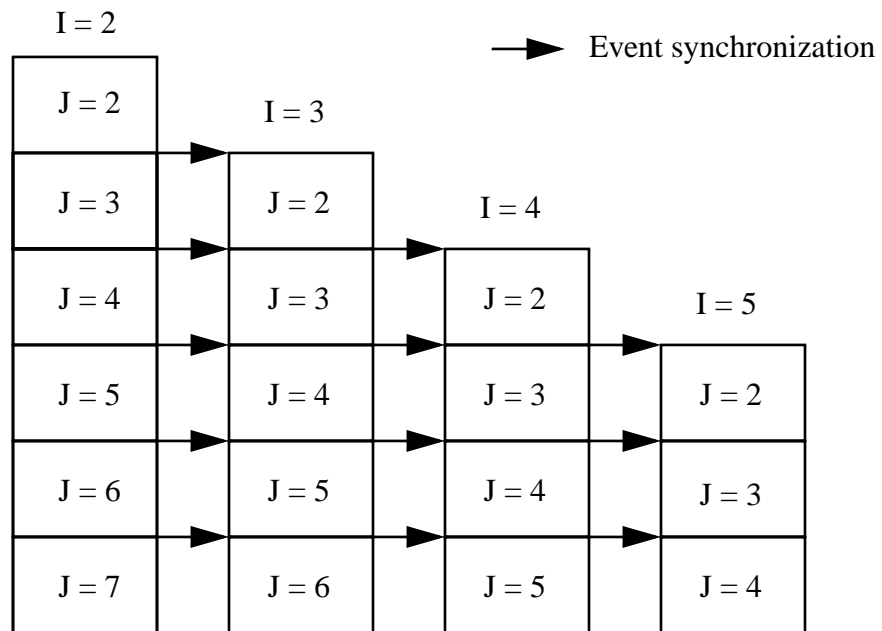 I = 2
Event synchronization
J = 2
I = 3
J = 3
J = 2
I = 4
J = 4
J = 3
J = 2
I = 5
J = 5
J = 4
J = 3
J = 2
J = 6
J = 5
J = 4
J = 3
J = 7
J = 6
J = 5
J = 4